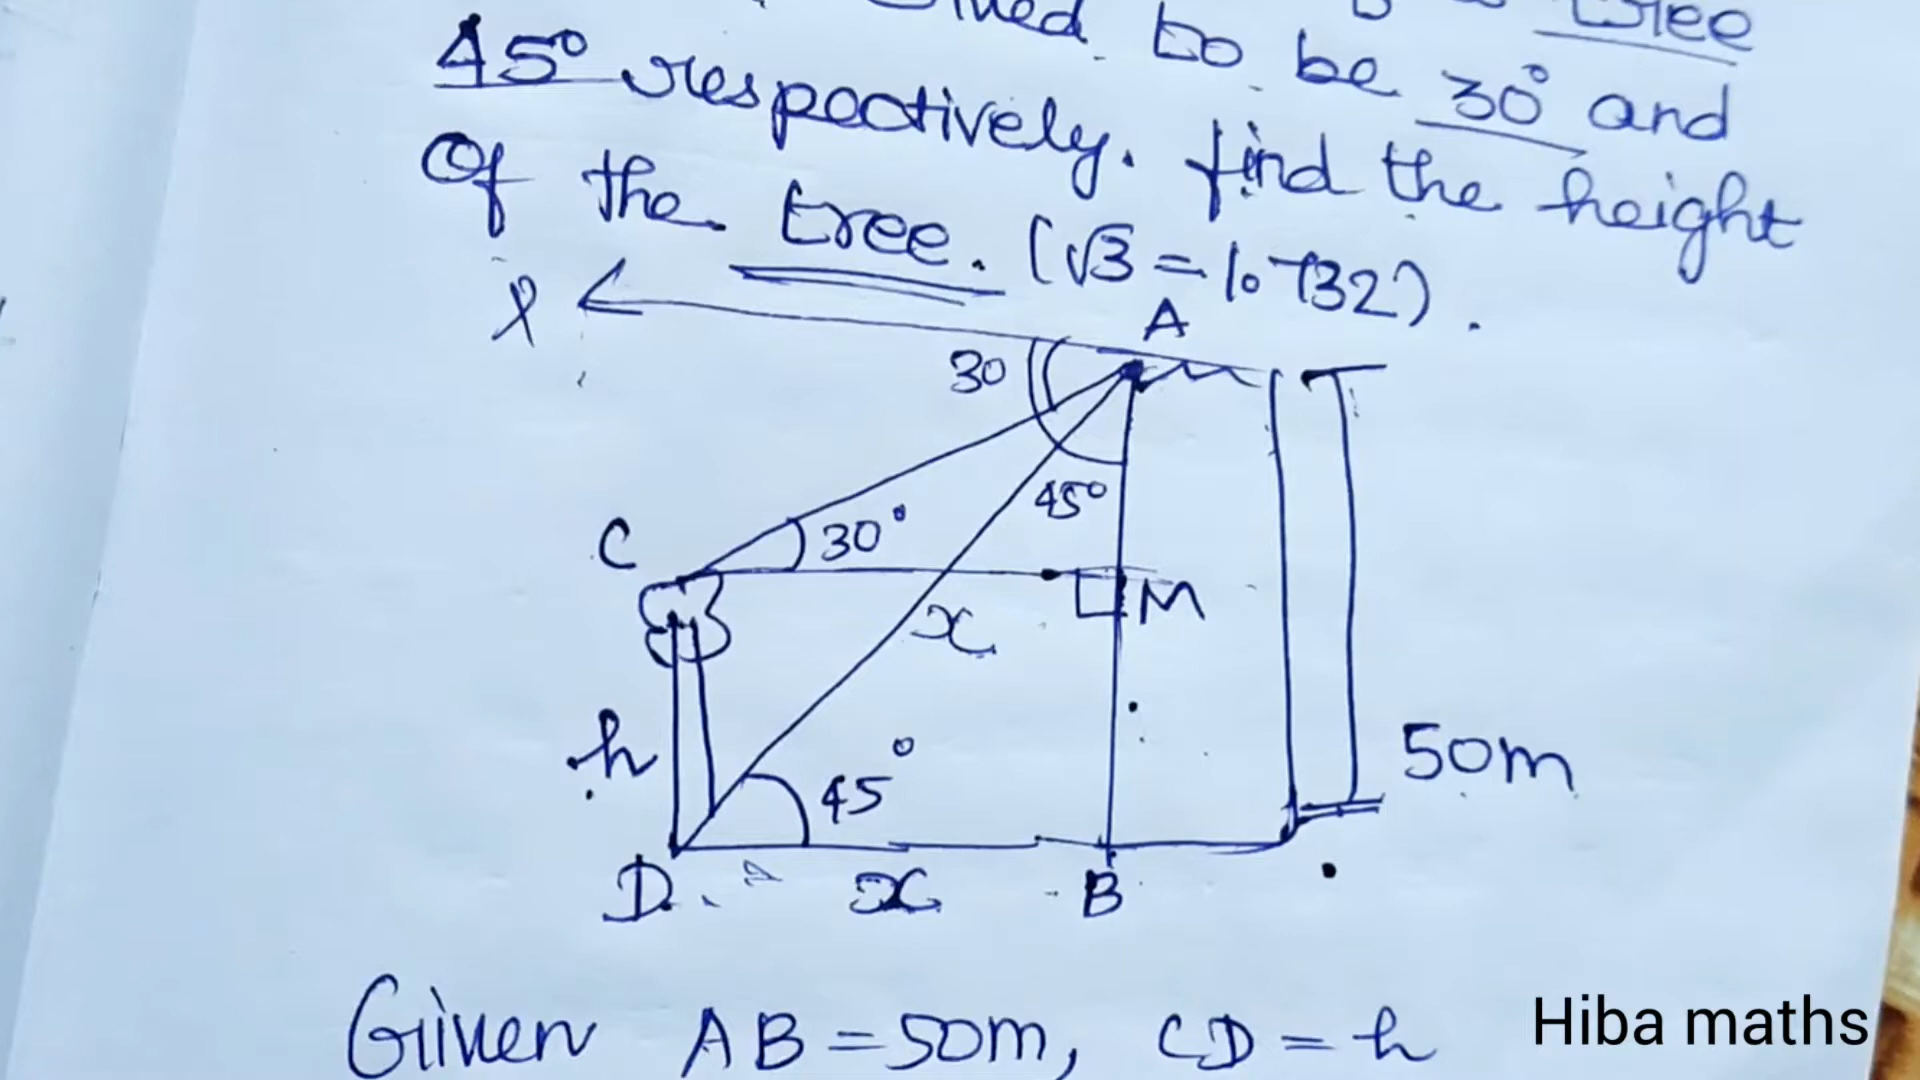 to be tree
45° respectively. find the height 30° and
of the tree. (√3 = 1.732).
X
A
30
45°
C
30°
M
x
h
45°
50m
D
x
B
Given AB = 50m, CD = h
Hiba maths